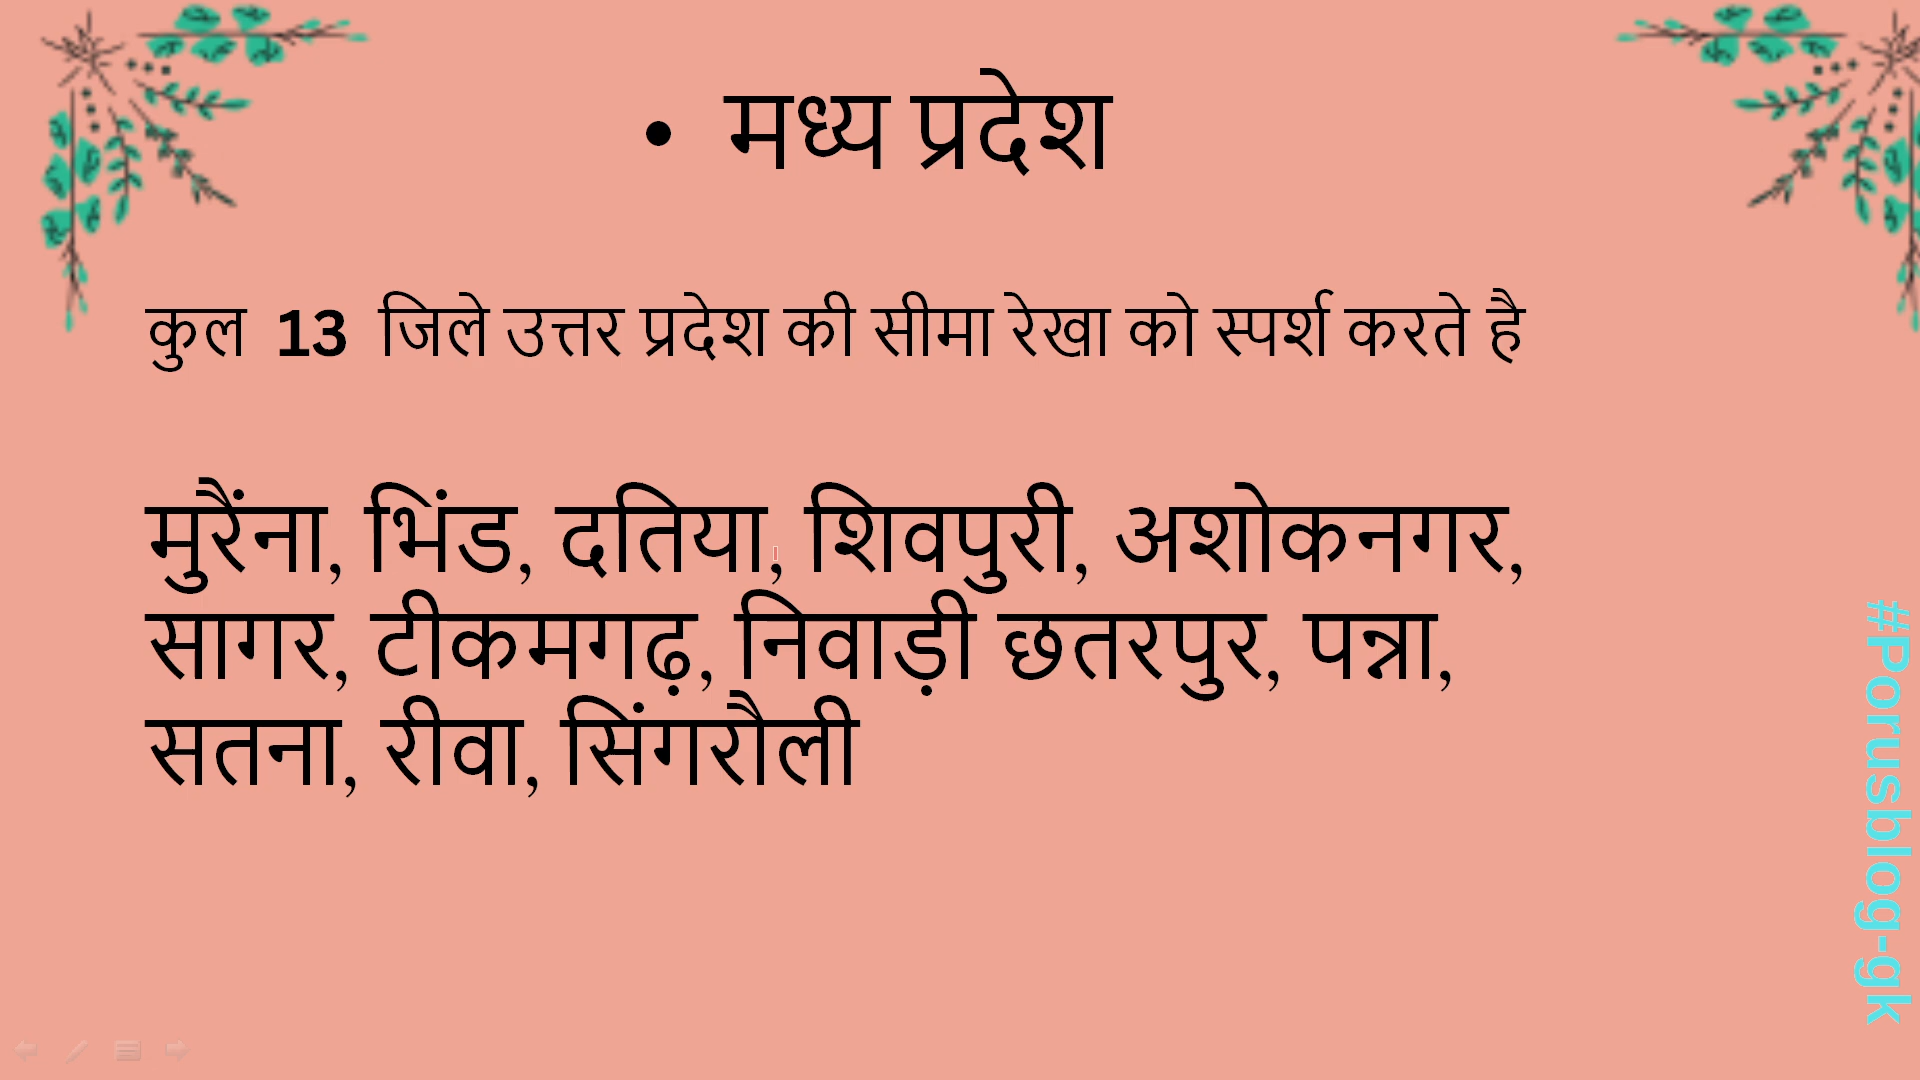 • मध्य प्रदेश
कुल 13 जिले उत्तर प्रदेश की सीमा रेखा को स्पर्श करते है
मुरैंना, भिंड, दतिया, शिवपुरी, अशोकनगर,
सागर, टीकमगढ़, निवाड़ी छतरपुर, पन्ना,
सतना, रीवा, सिंगरौली
#Porusblog-gk